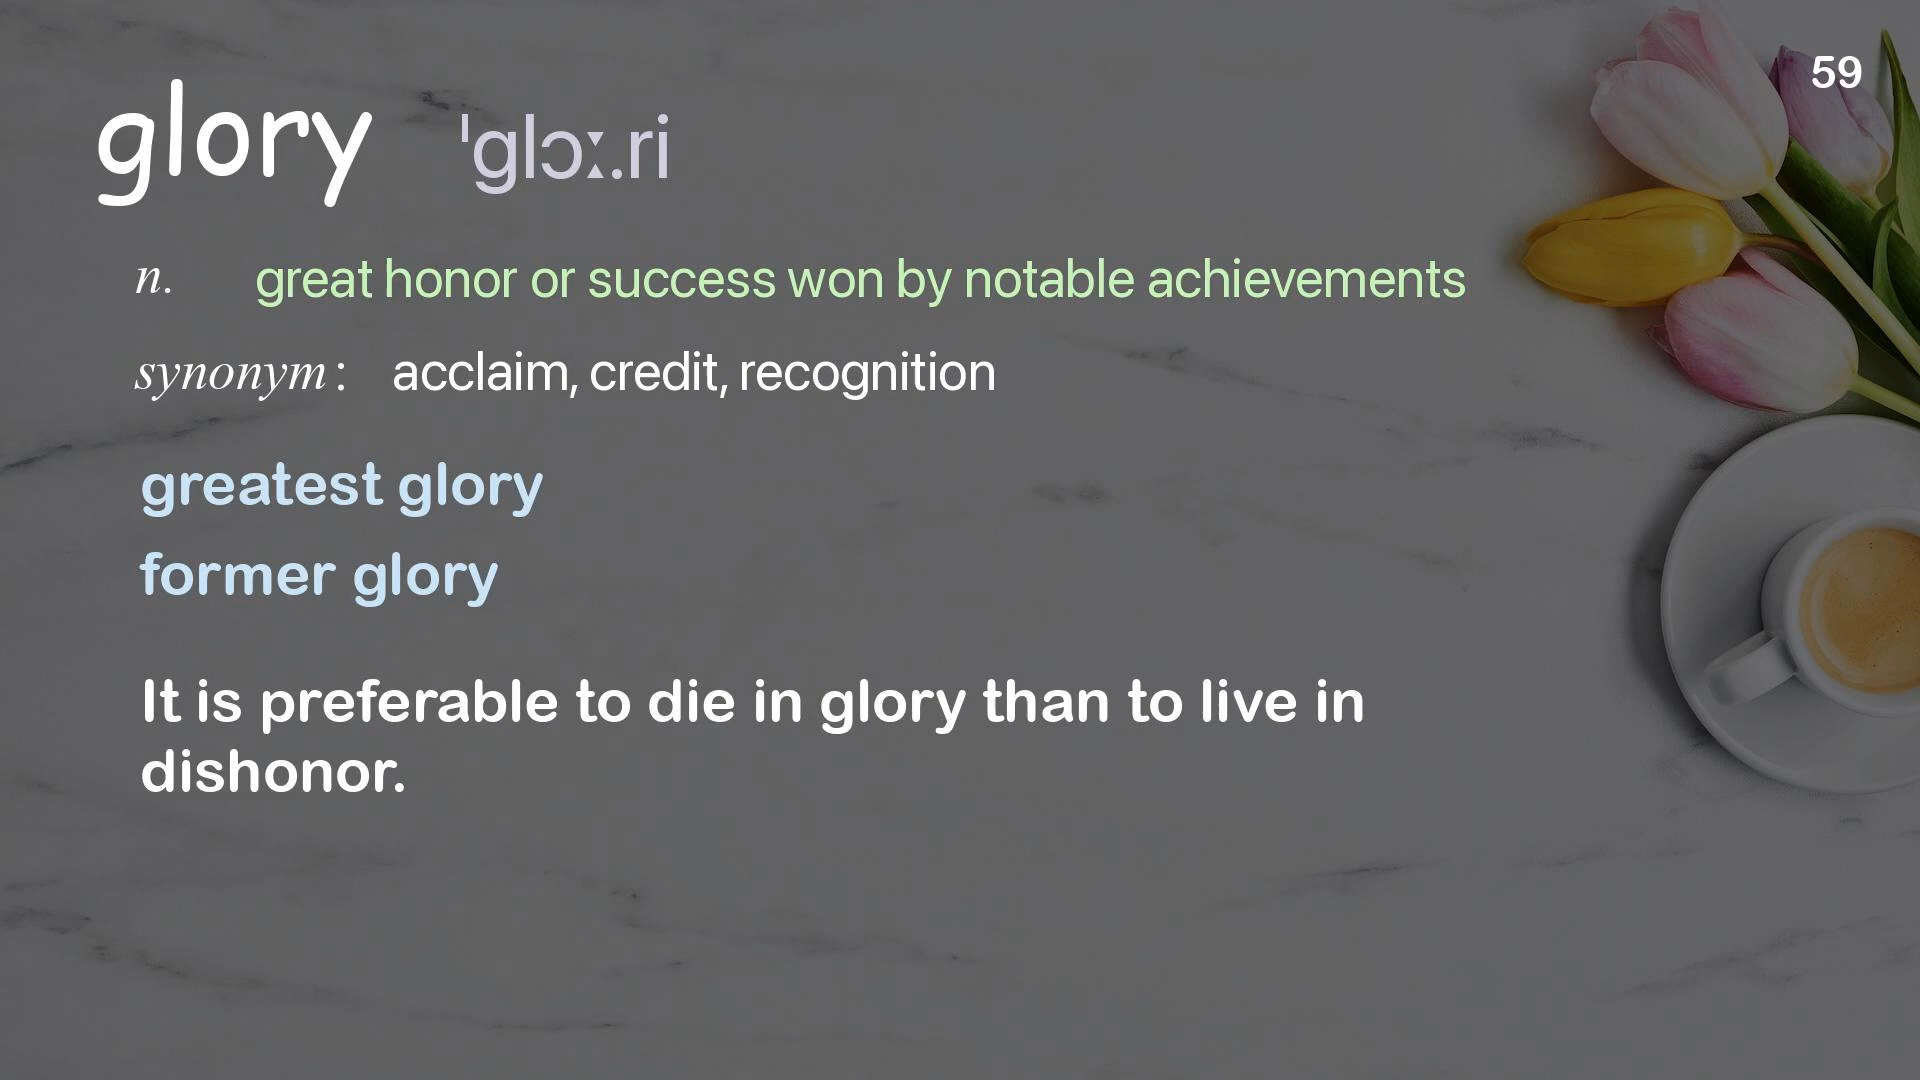 59
glory ˈɡlɔː.ri
n. great honor or success won by notable achievements
synonym : acclaim, credit, recognition
greatest glory
former glory
It is preferable to die in glory than to live in
dishonor.